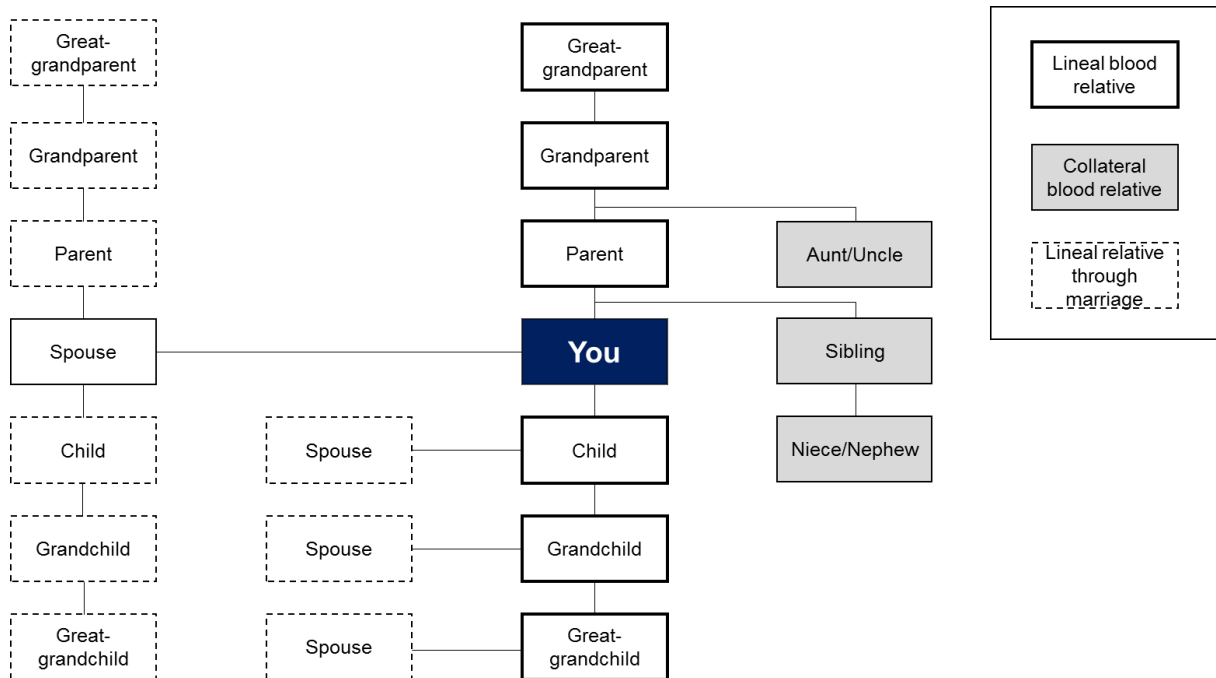 Great-
grandparent
Great-
grandparent
Lineal blood
relative
Grandparent
Grandparent
Collateral
blood relative
Parent
Parent
Aunt/Uncle
Lineal relative
through
marriage
Spouse
You
Sibling
Child
Spouse
Child
Niece/Nephew
Grandchild
Spouse
Grandchild
Great-
grandchild
Spouse
Great-
grandchild